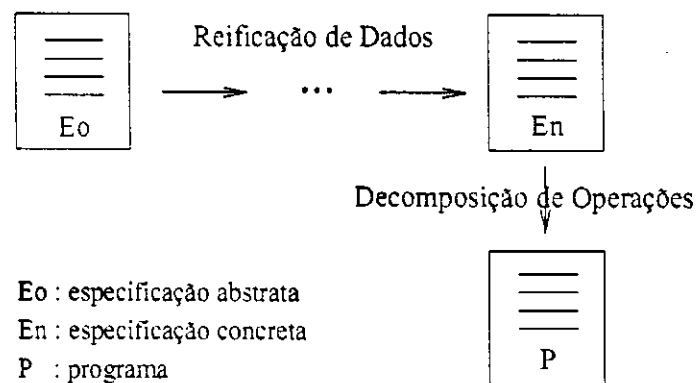 Reificação de Dados
...
Eo
En
Decomposição de Operações
Eo : especificação abstrata
En : especificação concreta
P : programa
P